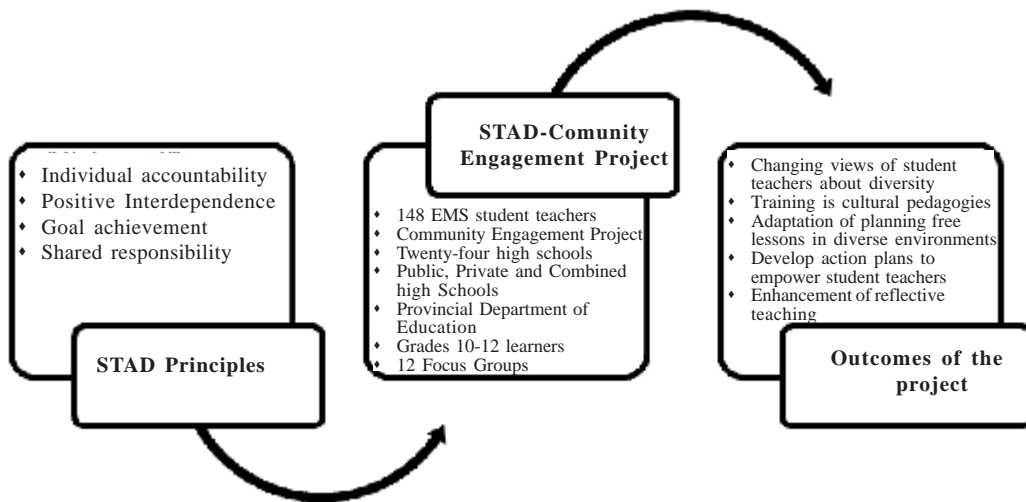 ♦ Individual accountability
♦ Positive Interdependence
♦ Goal achievement
♦ Shared responsibility
STAD Principles
STAD-Comunity
Engagement Project
♦ 148 EMS student teachers
♦ Community Engagement Project
♦ Twenty-four high schools
♦ Public, Private and Combined
high Schools
♦ Provincial Department of
Education
♦ Grades 10-12 learners
♦ 12 Focus Groups
♦ Changing views of student
teachers about diversity
♦ Training is cultural pedagogies
♦ Adaptation of planning free
lessons in diverse environments
♦ Develop action plans to
empower student teachers
♦ Enhancement of reflective
teaching
Outcomes of the
project